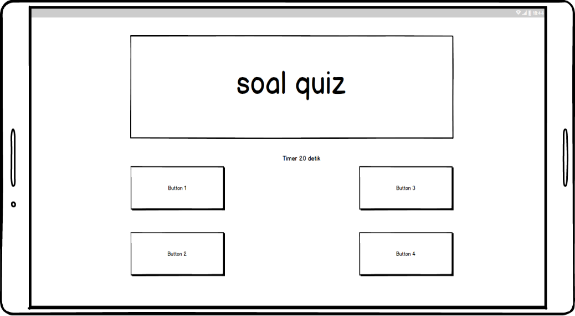 soal quiz
Timer 20 detik
Button 1
Button 3
Button 2
Button 4